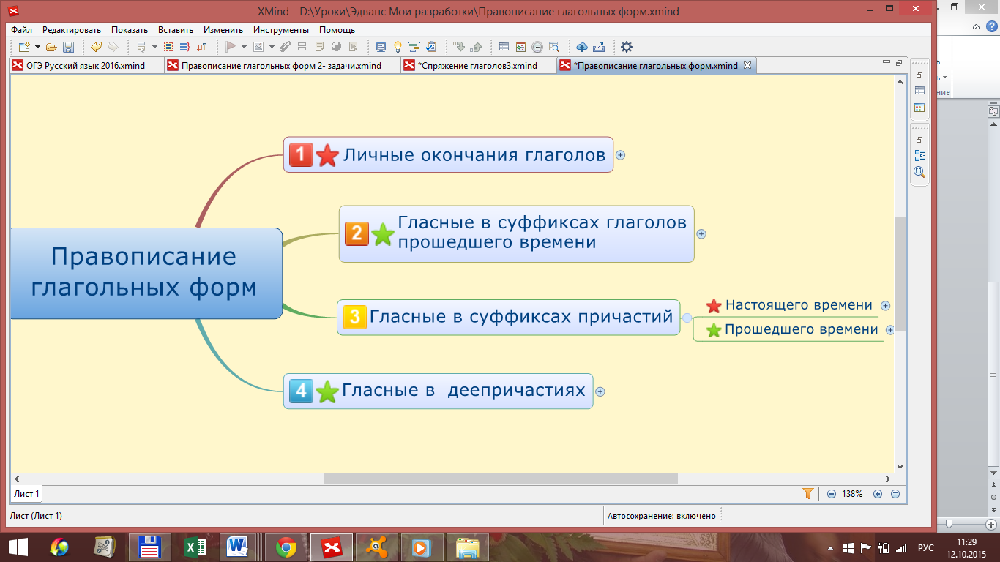 XMind - D:\Уроки\Эдванс Мои разработки\Правописание глагольных форм.xmind
Файл Редактировать Показать Вставить Изменить Инструменты Помощь
ОГЭ Русский язык 2016.xmind Правописание глагольных форм 2- задачи.xmind *Спряжение глаголов3.xmind *Правописание глагольных форм.xmind
ние
1 Личные окончания глаголов
2 Гласные в суффиксах глаголов
прошедшего времени
Правописание
глагольных форм
3 Гласные в суффиксах причастий
Настоящего времени
Прошедшего времени
4 Гласные в  деепричастиях
Лист 1
138%
Лист (Лист 1)
Автосохранение: включено
РУС
11:29
12.10.2015